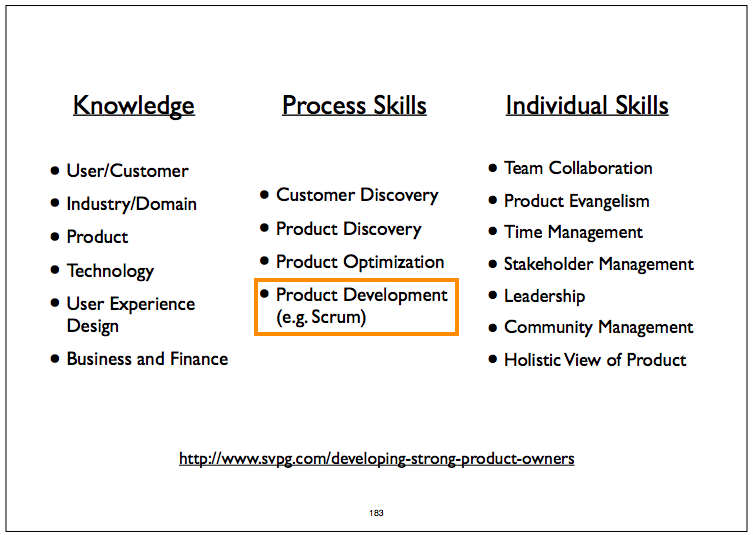 Knowledge
• User/Customer
• Industry/Domain
• Product
• Technology
• User Experience
Design
• Business and Finance
Process Skills
• Customer Discovery
• Product Discovery
• Product Optimization
• Product Development
(e.g. Scrum)
Individual Skills
• Team Collaboration
• Product Evangelism
• Time Management
• Stakeholder Management
• Leadership
• Community Management
• Holistic View of Product
http://www.svpg.com/developing-strong-product-owners
183